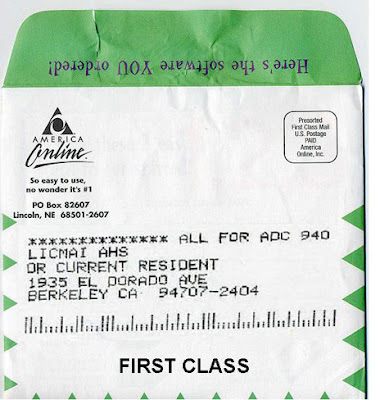 Here's the software YOU ordered!
AMERICA
Online.
So easy to use,
no wonder it's #1
PO Box 82607
Lincoln, NE 68501-2607
Presorted
First Class Mail
U.S. Postage
PAID
America
Online, Inc.
************** ALL FOR ADC 940
LICMAI AHS
OR CURRENT RESIDENT
1935 EL DORADO AVE
BERKELEY CA 94707-2404
FIRST CLASS